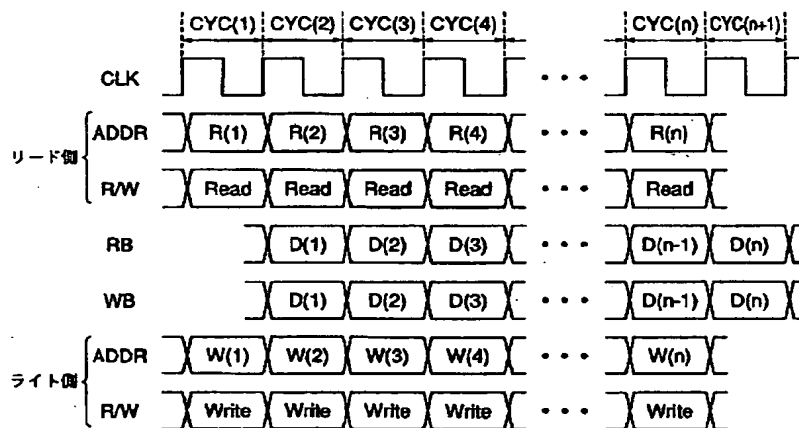 CYC(1) CYC(2) CYC(3) CYC(4) CYC(n) CYC(n+1)
CLK
リード側
ADDR R(1) R(2) R(3) R(4) • • • R(n)
R/W Read Read Read Read • • • Read
RB D(1) D(2) D(3) • • • D(n-1) D(n)
WB D(1) D(2) D(3) • • • D(n-1) D(n)
ライト側
ADDR W(1) W(2) W(3) W(4) • • • W(n)
R/W Write Write Write Write • • • Write